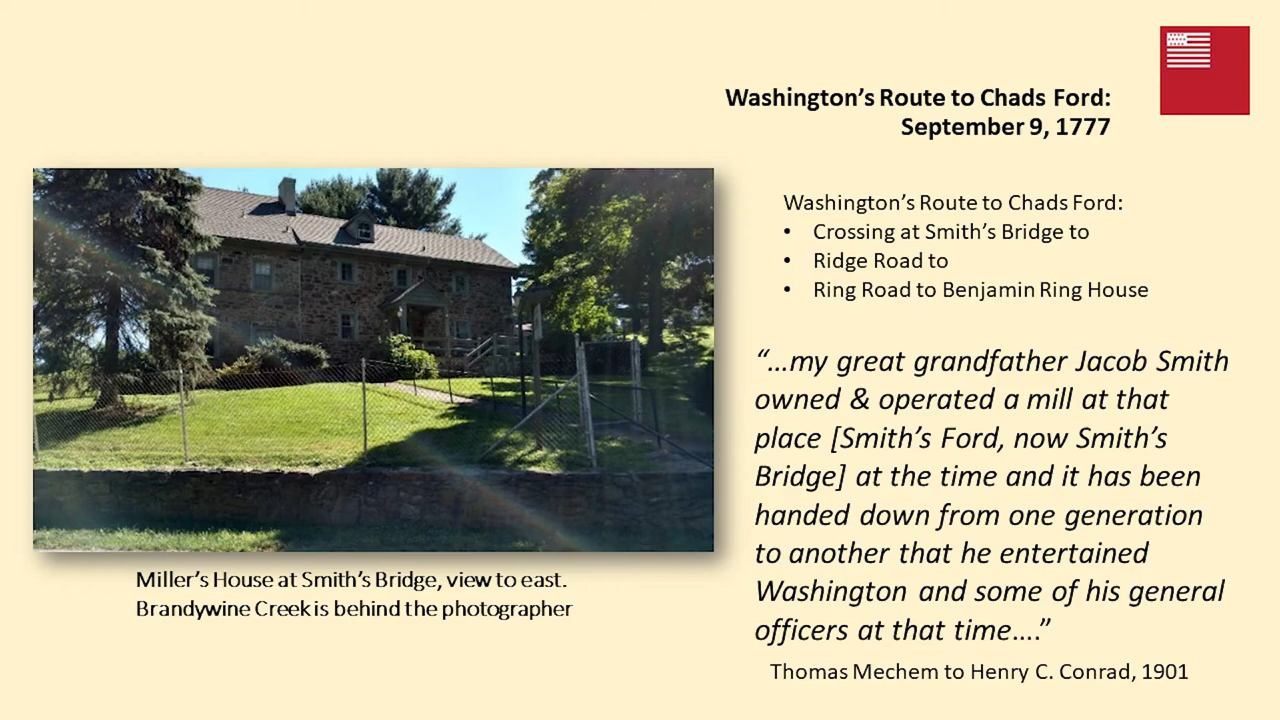 Washington's Route to Chads Ford:
September 9, 1777
Washington's Route to Chads Ford:
• Crossing at Smith's Bridge to
• Ridge Road to
• Ring Road to Benjamin Ring House
“…my great grandfather Jacob Smith
owned & operated a mill at that
place [Smith's Ford, now Smith's
Bridge] at the time and it has been
handed down from one generation
to another that he entertained
Washington and some of his general
officers at that time….”
Thomas Mechem to Henry C. Conrad, 1901
Miller's House at Smith's Bridge, view to east.
Brandywine Creek is behind the photographer